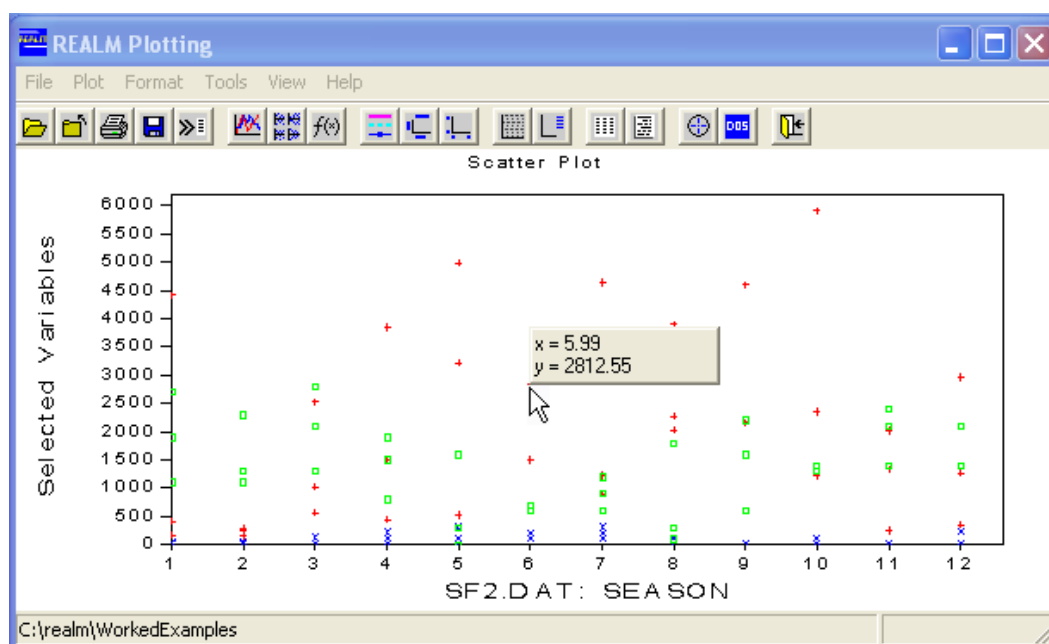 REALM Plotting
File Plot Format Tools View Help
f(x)
DOS
Scatter Plot
6000
5500
5000
4500
4000
3500
3000
2500
2000
1500
1000
500
0
Selected Variables
x = 5.99
y = 2812.55
1 2 3 4 5 6 7 8 9 10 11 12
SF2.DAT: SEASON
C:\realm\WorkedExamples